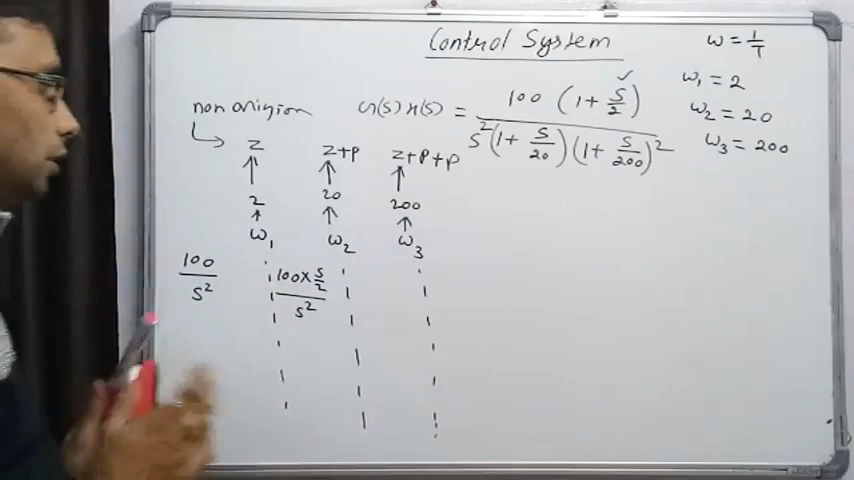 Control System
ω = 1/T
non origion
G(s) H(s) = 100 (1 + S/2) / S²(1 + S/20)(1 + S/200)²
ω₁ = 2
ω₂ = 20
ω₃ = 200
Z Z+P Z+P+P
2 20 200
ω₁ ω₂ ω₃
100/S² 100×S/2 / S²